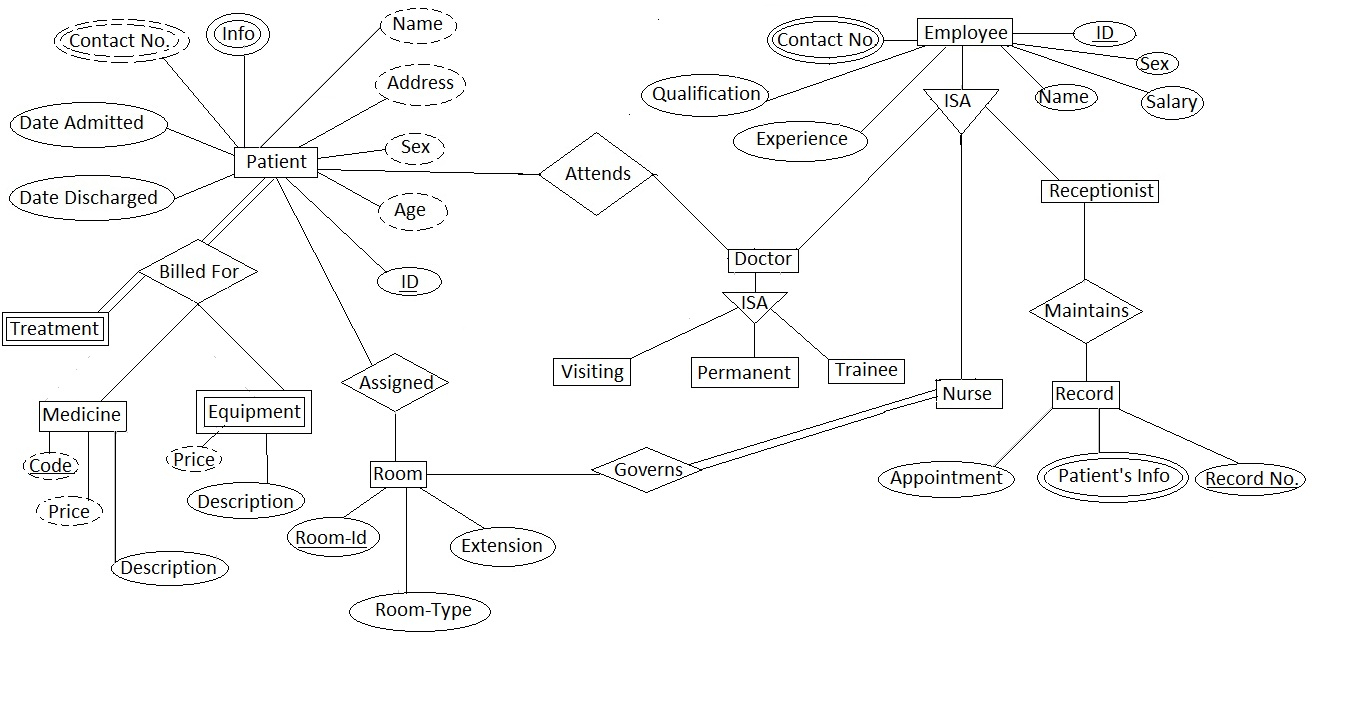 Contact No.
Info
Name
Address
Date Admitted
Sex
Patient
Date Discharged
Age
ID
Billed For
Treatment
Medicine
Equipment
Code
Price
Price
Description
Description
Assigned
Room
Room-Id
Extension
Room-Type
Attends
Employee
Contact No.
ID
Sex
Qualification
Name
Salary
Experience
ISA
Receptionist
Doctor
ISA
Visiting
Permanent
Trainee
Nurse
Governs
Maintains
Record
Appointment
Patient's Info
Record No.